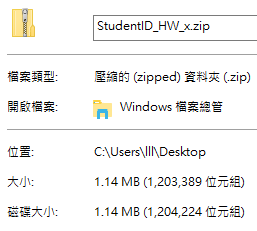 StudentID_HW_x.zip
檔案類型: 壓縮的 (zipped) 資料夾 (.zip)
開啟檔案: Windows 檔案總管
位置: C:\Users\lll\Desktop
大小: 1.14 MB (1,203,389 位元組)
磁碟大小: 1.14 MB (1,204,224 位元組)